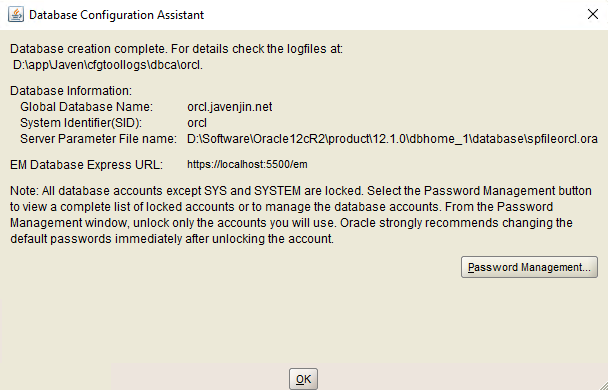 Database Configuration Assistant
Database creation complete. For details check the logfiles at:
D:\app\Javen\cfgtoollogs\dbca\orcl.
Database Information:
Global Database Name: orcl.javenjin.net
System Identifier(SID): orcl
Server Parameter File name: D:\Software\Oracle12cR2\product\12.1.0\dbhome_1\database\spfileorcl.ora
EM Database Express URL: https://localhost:5500/em
Note: All database accounts except SYS and SYSTEM are locked. Select the Password Management button
to view a complete list of locked accounts or to manage the database accounts. From the Password
Management window, unlock only the accounts you will use. Oracle strongly recommends changing the
default passwords immediately after unlocking the account.
Password Management...
OK